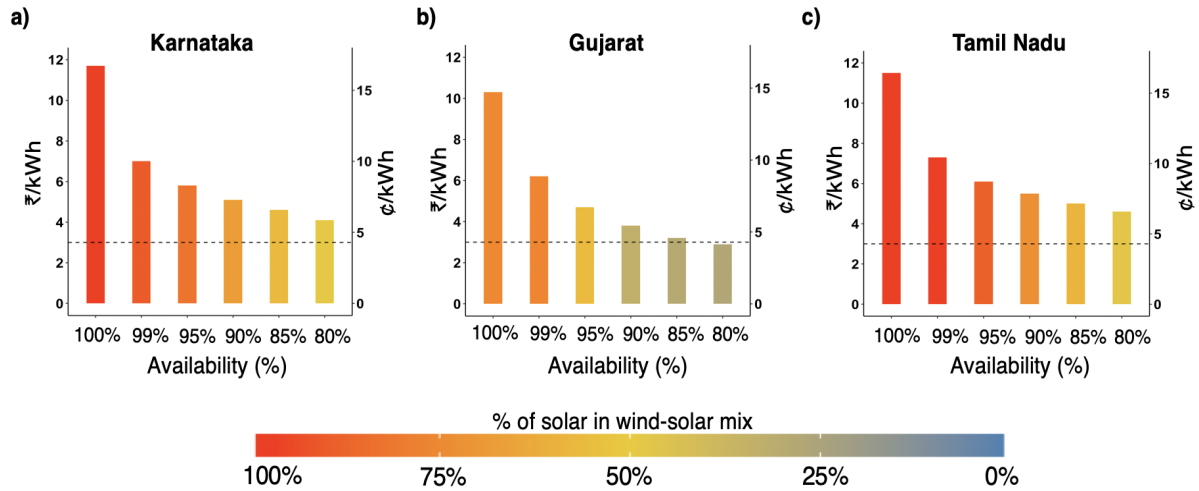 a)
Karnataka
₹/kWh
12
10
8
6
4
2
0
15
10
5
0
¢/kWh
100% 99% 95% 90% 85% 80%
Availability (%)
b)
Gujarat
₹/kWh
12
10
8
6
4
2
0
15
10
5
0
¢/kWh
100% 99% 95% 90% 85% 80%
Availability (%)
c)
Tamil Nadu
₹/kWh
12
10
8
6
4
2
0
15
10
5
0
¢/kWh
100% 99% 95% 90% 85% 80%
Availability (%)
% of solar in wind-solar mix
100% 75% 50% 25% 0%